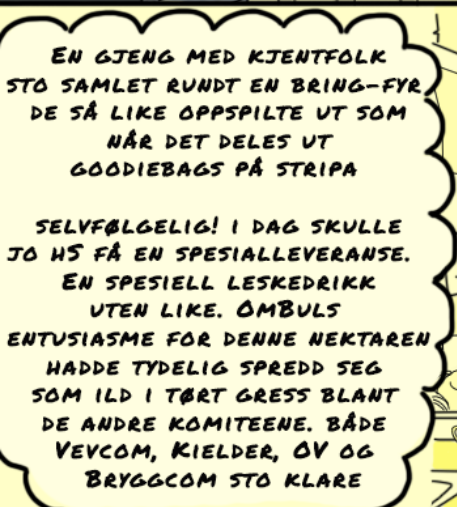 En gjeng med kjentfolk
sto samlet rundt en bring-fyr
de så like oppspilte ut som
når det deles ut
goodiebags på stripa
selvfølgelig! i dag skulle
jo HS få en spesialleveranse.
En spesiell leskedrikk
uten like. OmBuls
entusiasme for denne nektaren
hadde tydelig spredd seg
som ild i tørt gress blant
de andre komiteene. både
Vevcom, Kielder, OV og
Bryggcom sto klare